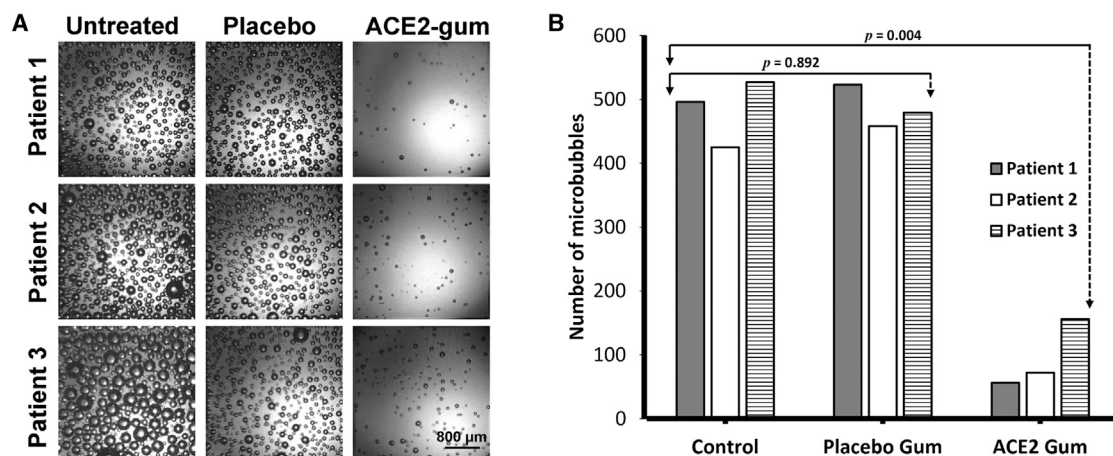 A
Untreated
Placebo
ACE2-gum
Patient 1
Patient 2
Patient 3
800 µm
B
Number of microbubbles
600
500
400
300
200
100
0
p = 0.004
p = 0.892
Patient 1
Patient 2
Patient 3
Control
Placebo Gum
ACE2 Gum